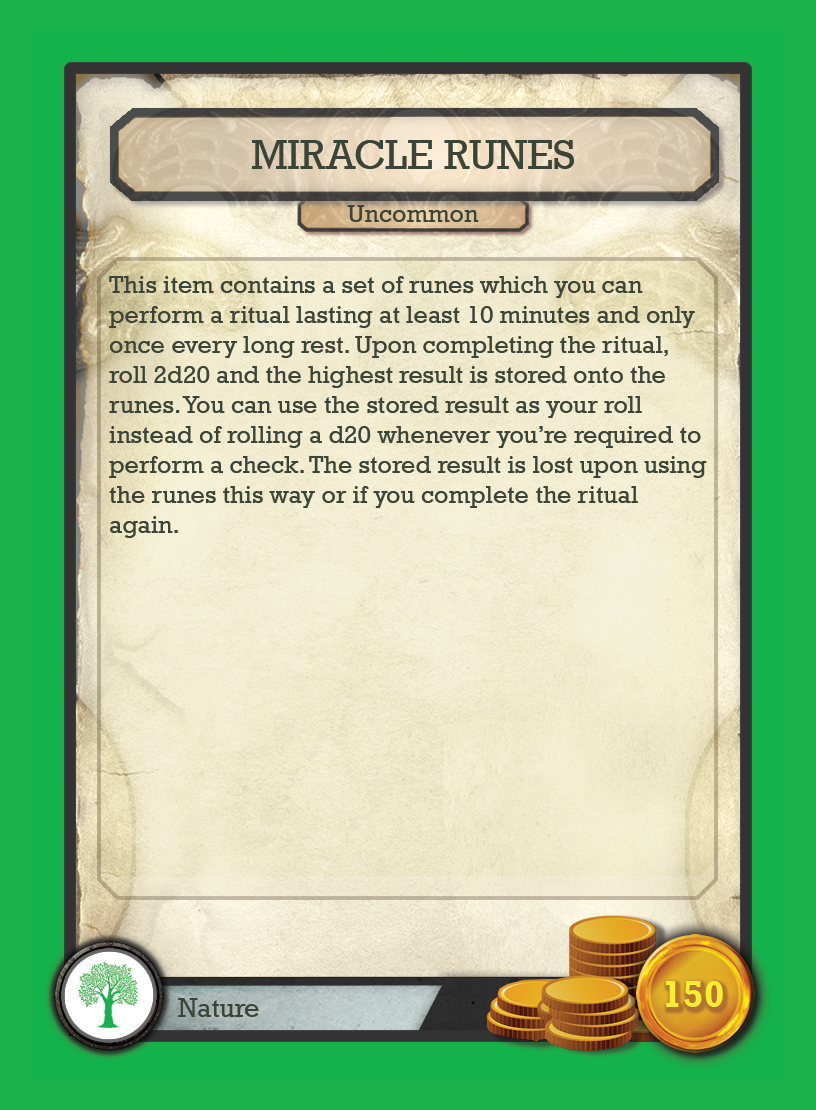 MIRACLE RUNES
Uncommon
This item contains a set of runes which you can
perform a ritual lasting at least 10 minutes and only
once every long rest. Upon completing the ritual,
roll 2d20 and the highest result is stored onto the
runes. You can use the stored result as your roll
instead of rolling a d20 whenever you’re required to
perform a check. The stored result is lost upon using
the runes this way or if you complete the ritual
again.
Nature
150